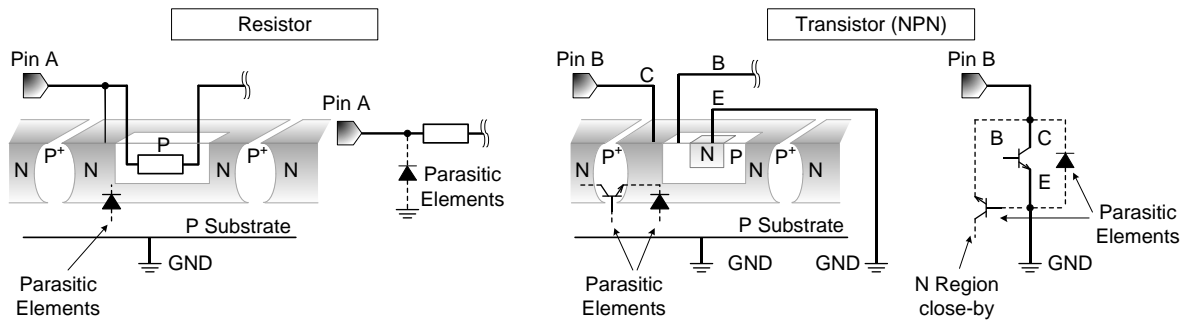 Resistor
Transistor (NPN)
Pin A
Pin A
P
N
P+
N
N
P+
N
Parasitic
Elements
P Substrate
GND
Parasitic
Elements
Pin B
C
B
E
N
P+
N
N
P
P+
N
P Substrate
GND
GND
Parasitic
Elements
Pin B
B
C
E
Parasitic
Elements
GND
N Region
close-by